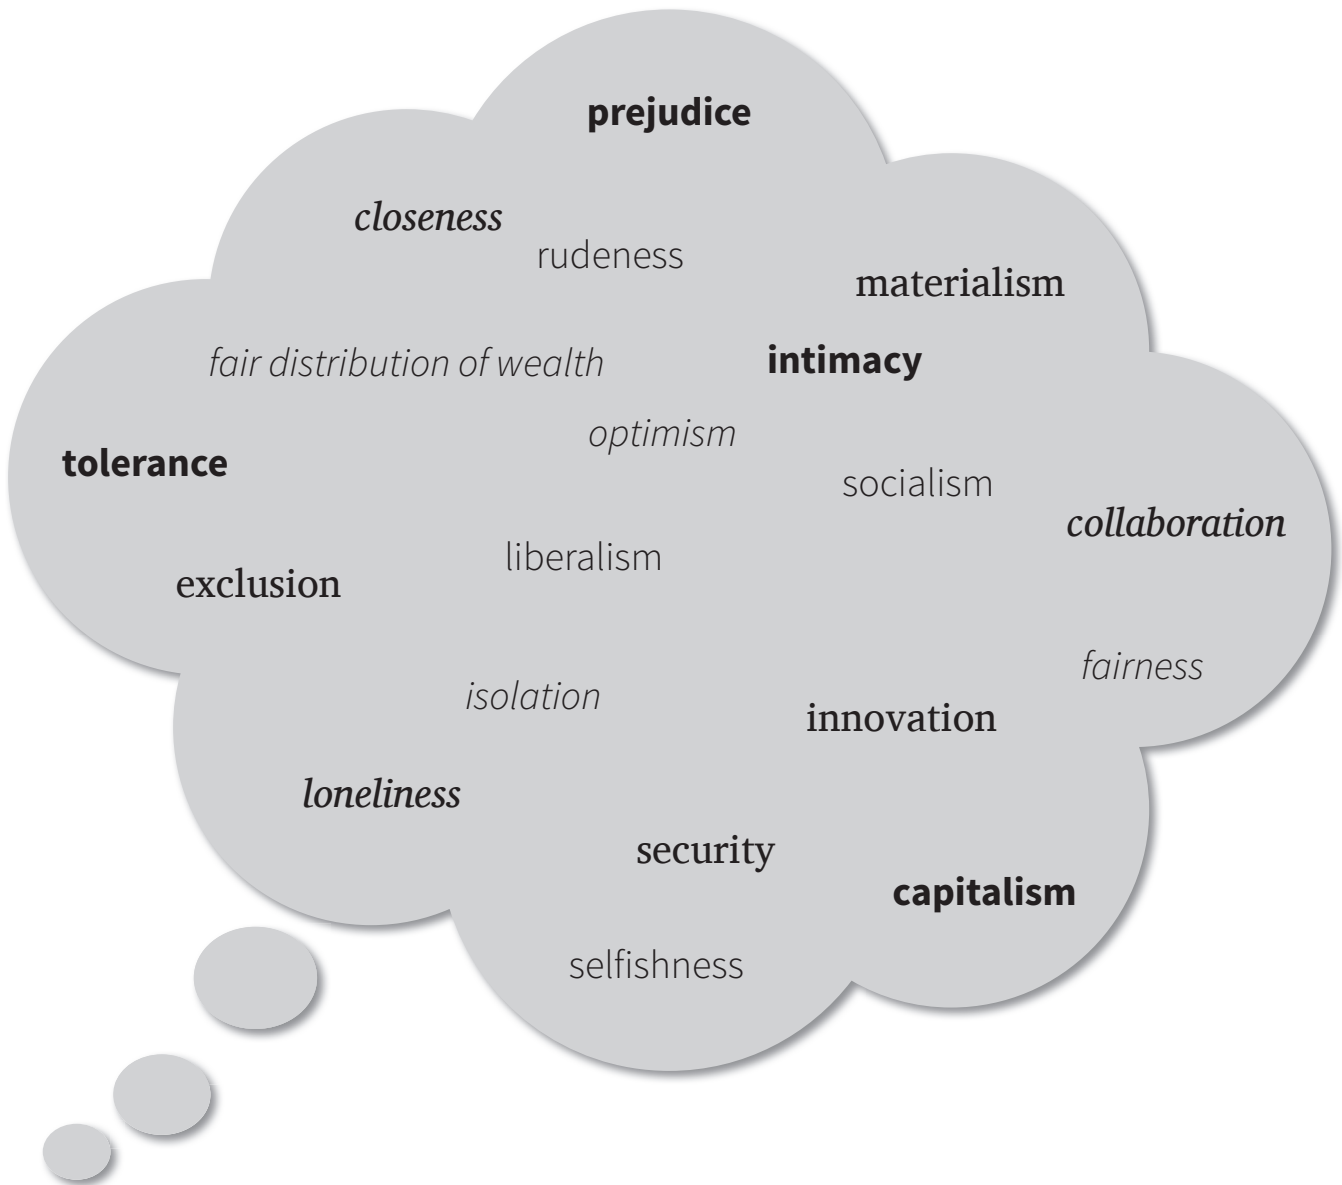 prejudice
closeness
rudeness
materialism
fair distribution of wealth
intimacy
optimism
tolerance
socialism
collaboration
liberalism
exclusion
fairness
isolation
innovation
loneliness
security
capitalism
selfishness